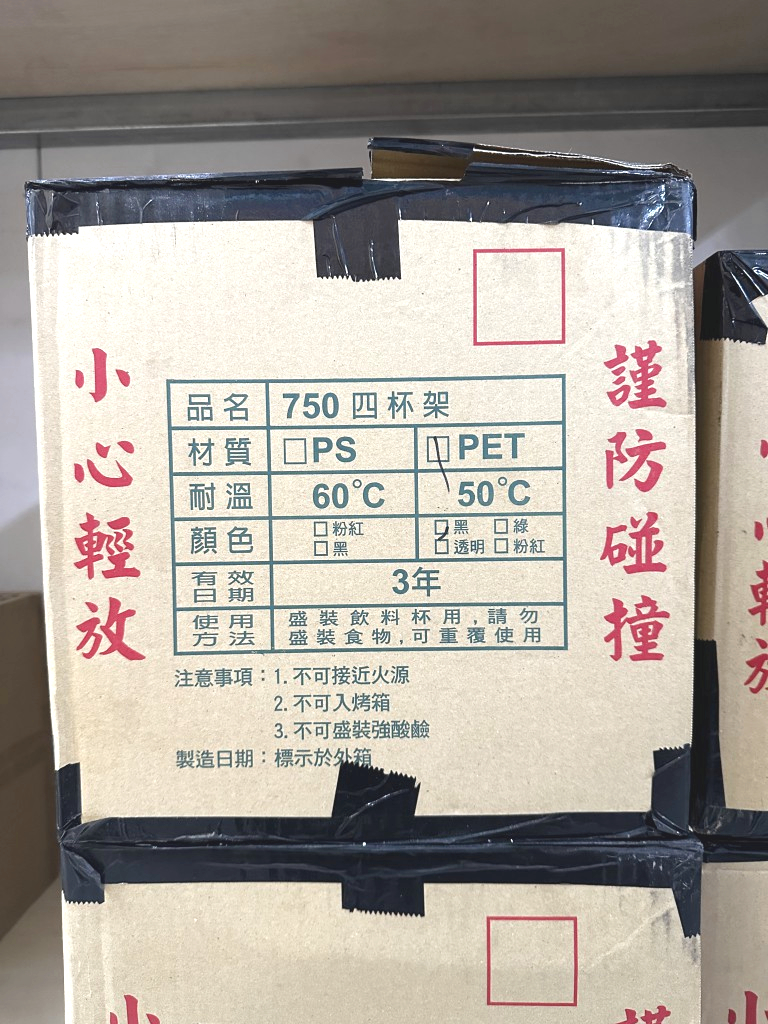 小心輕放
謹防碰撞
品名 750 四杯架
材質 □PS □PET
耐溫 60°C 50°C
顏色 □粉紅 □黑 □綠
□黑 □透明 □粉紅
有效日期 3年
使用方法 盛裝飲料杯用,請勿
盛裝食物,可重覆使用
注意事項:1.不可接近火源
2.不可入烤箱
3.不可盛裝強酸鹼
製造日期:標示於外箱